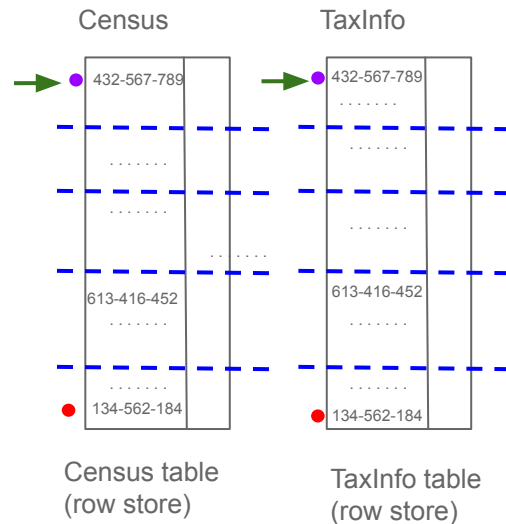 Census
TaxInfo
432-567-789
432-567-789
. . . . . . .
. . . . . . .
. . . . . . .
. . . . . . .
. . . . . . .
. . . . . . .
613-416-452
613-416-452
. . . . . . .
. . . . . . .
. . . . . . .
. . . . . . .
134-562-184
134-562-184
Census table
(row store)
TaxInfo table
(row store)